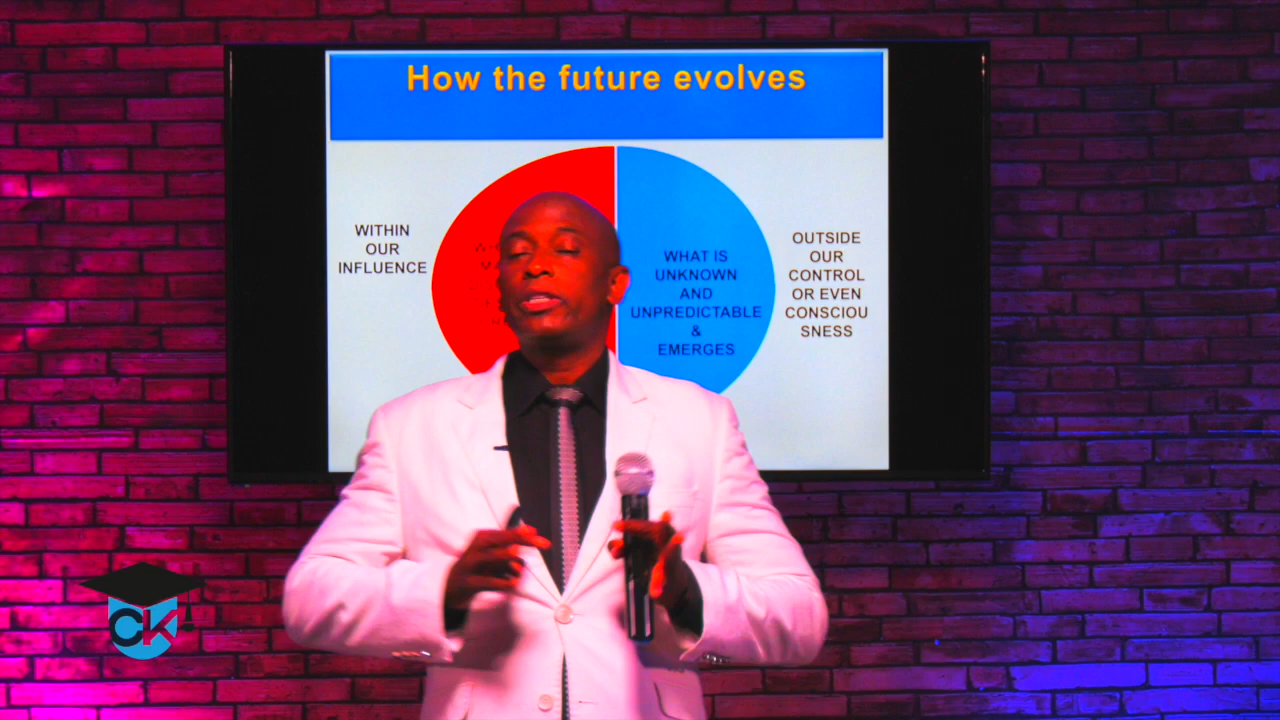 How the future evolves
WITHIN
OUR
INFLUENCE
WHAT IS
UNKNOWN
AND
UNPREDICTABLE
&
EMERGES
OUTSIDE
OUR
CONTROL
OR EVEN
CONSCIOU
SNESS
CK